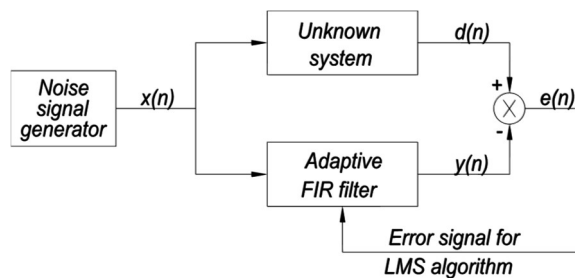 Unknown
system
d(n)
Noise
signal
generator
x(n)
+
e(n)
-
Adaptive
FIR filter
y(n)
Error signal for
LMS algorithm